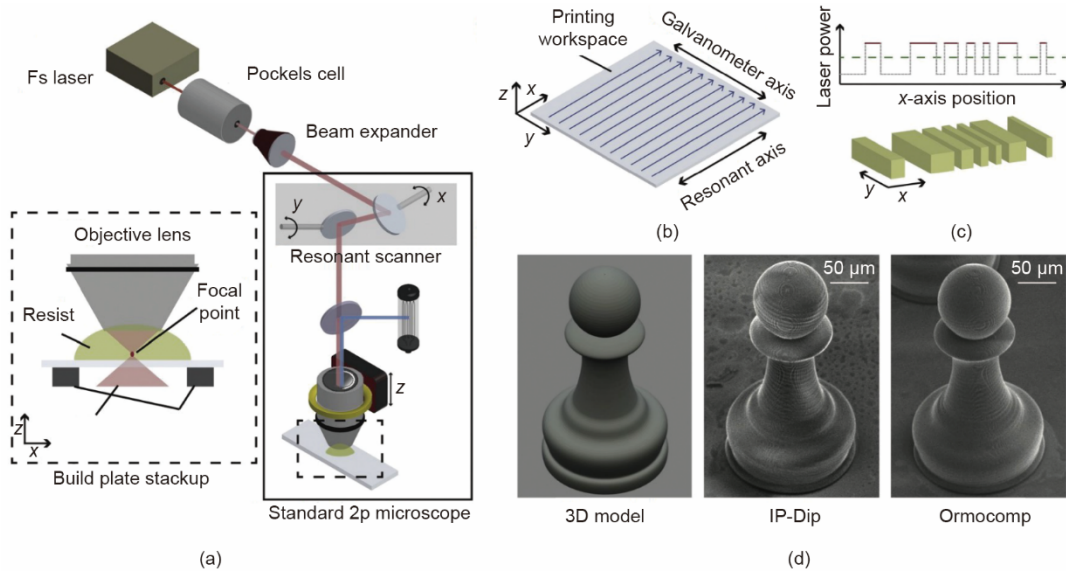 Fs laser
Pockels cell
Beam expander
y
x
Resonant scanner
z
Standard 2p microscope
Objective lens
Focal
point
Resist
z
x
Build plate stackup
(a)
Printing
workspace
Galvanometer axis
Resonant axis
z
x
y
(b)
Laser power
x-axis position
y
x
(c)
50 μm
50 μm
3D model
IP-Dip
Ormocomp
(d)